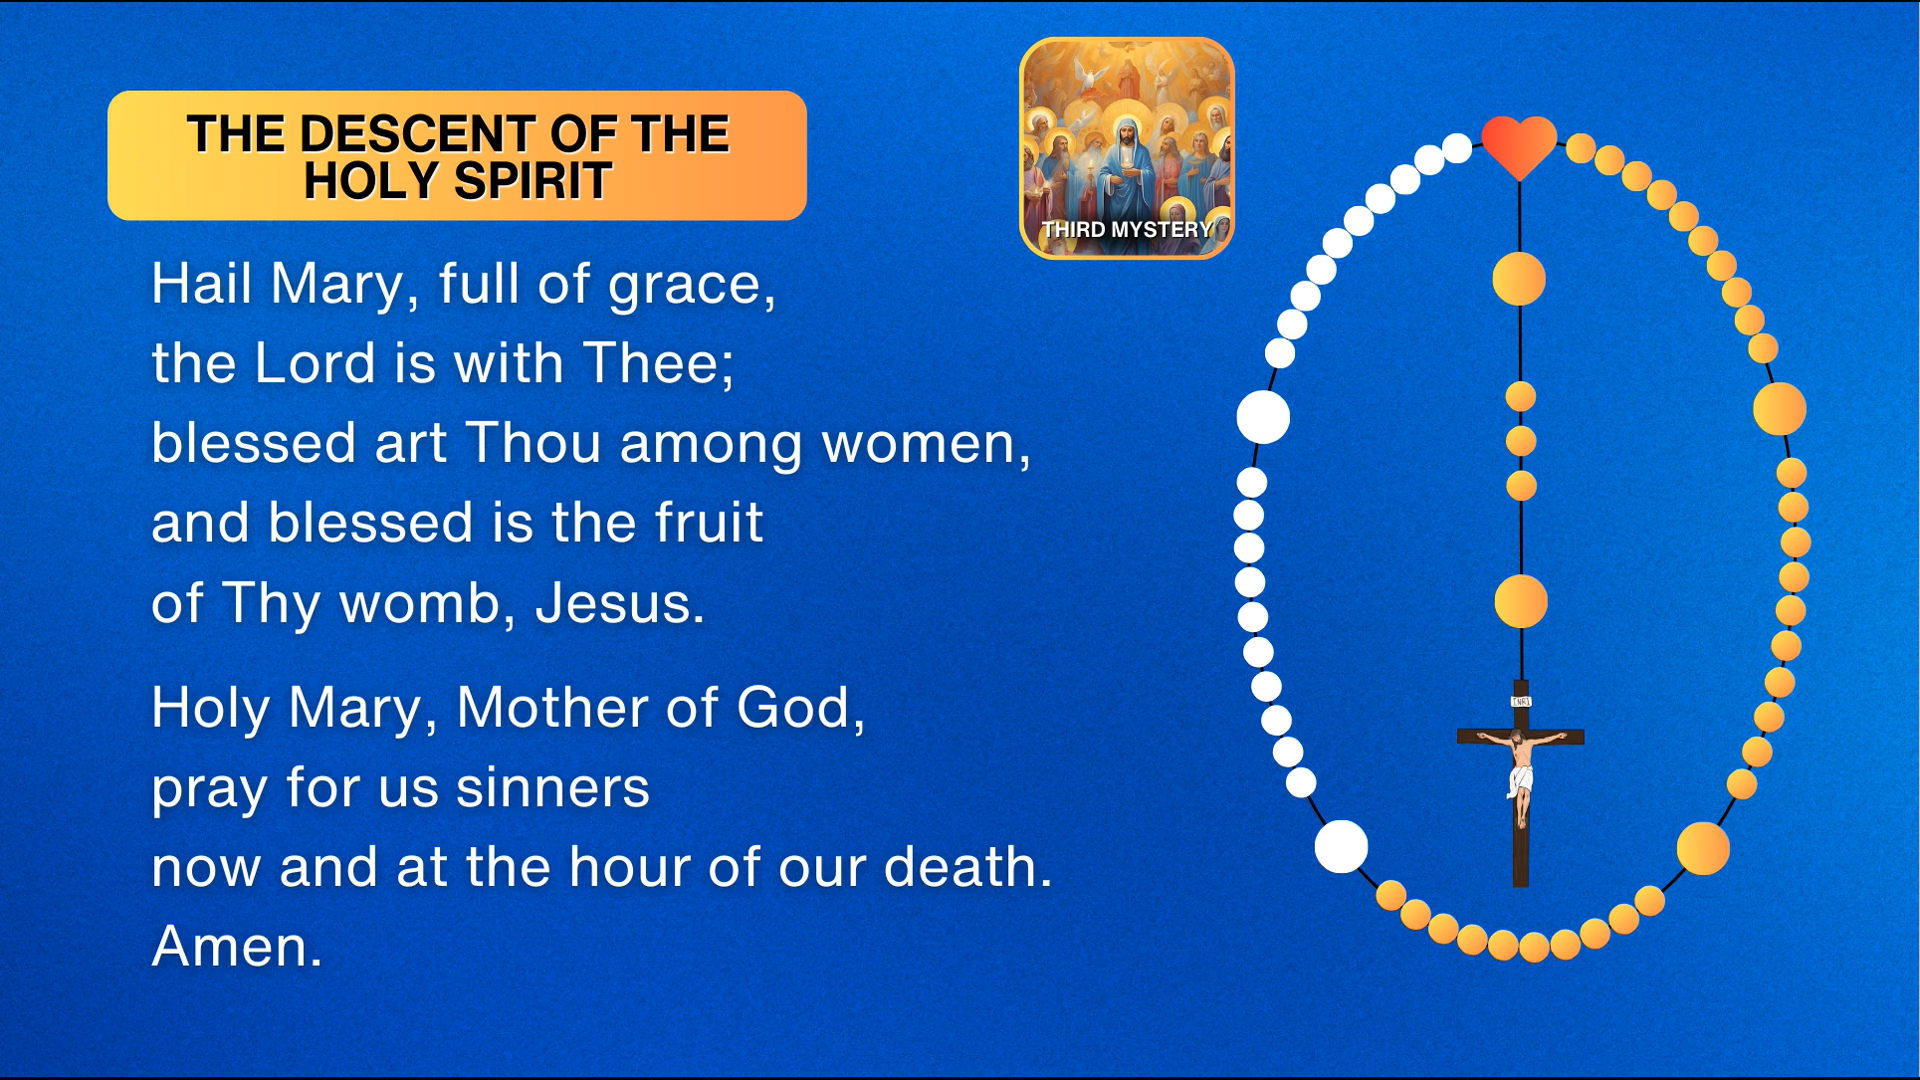 THE DESCENT OF THE
HOLY SPIRIT
THIRD MYSTERY
Hail Mary, full of grace,
the Lord is with Thee;
blessed art Thou among women,
and blessed is the fruit
of Thy womb, Jesus.
Holy Mary, Mother of God,
pray for us sinners
now and at the hour of our death.
Amen.
INRI